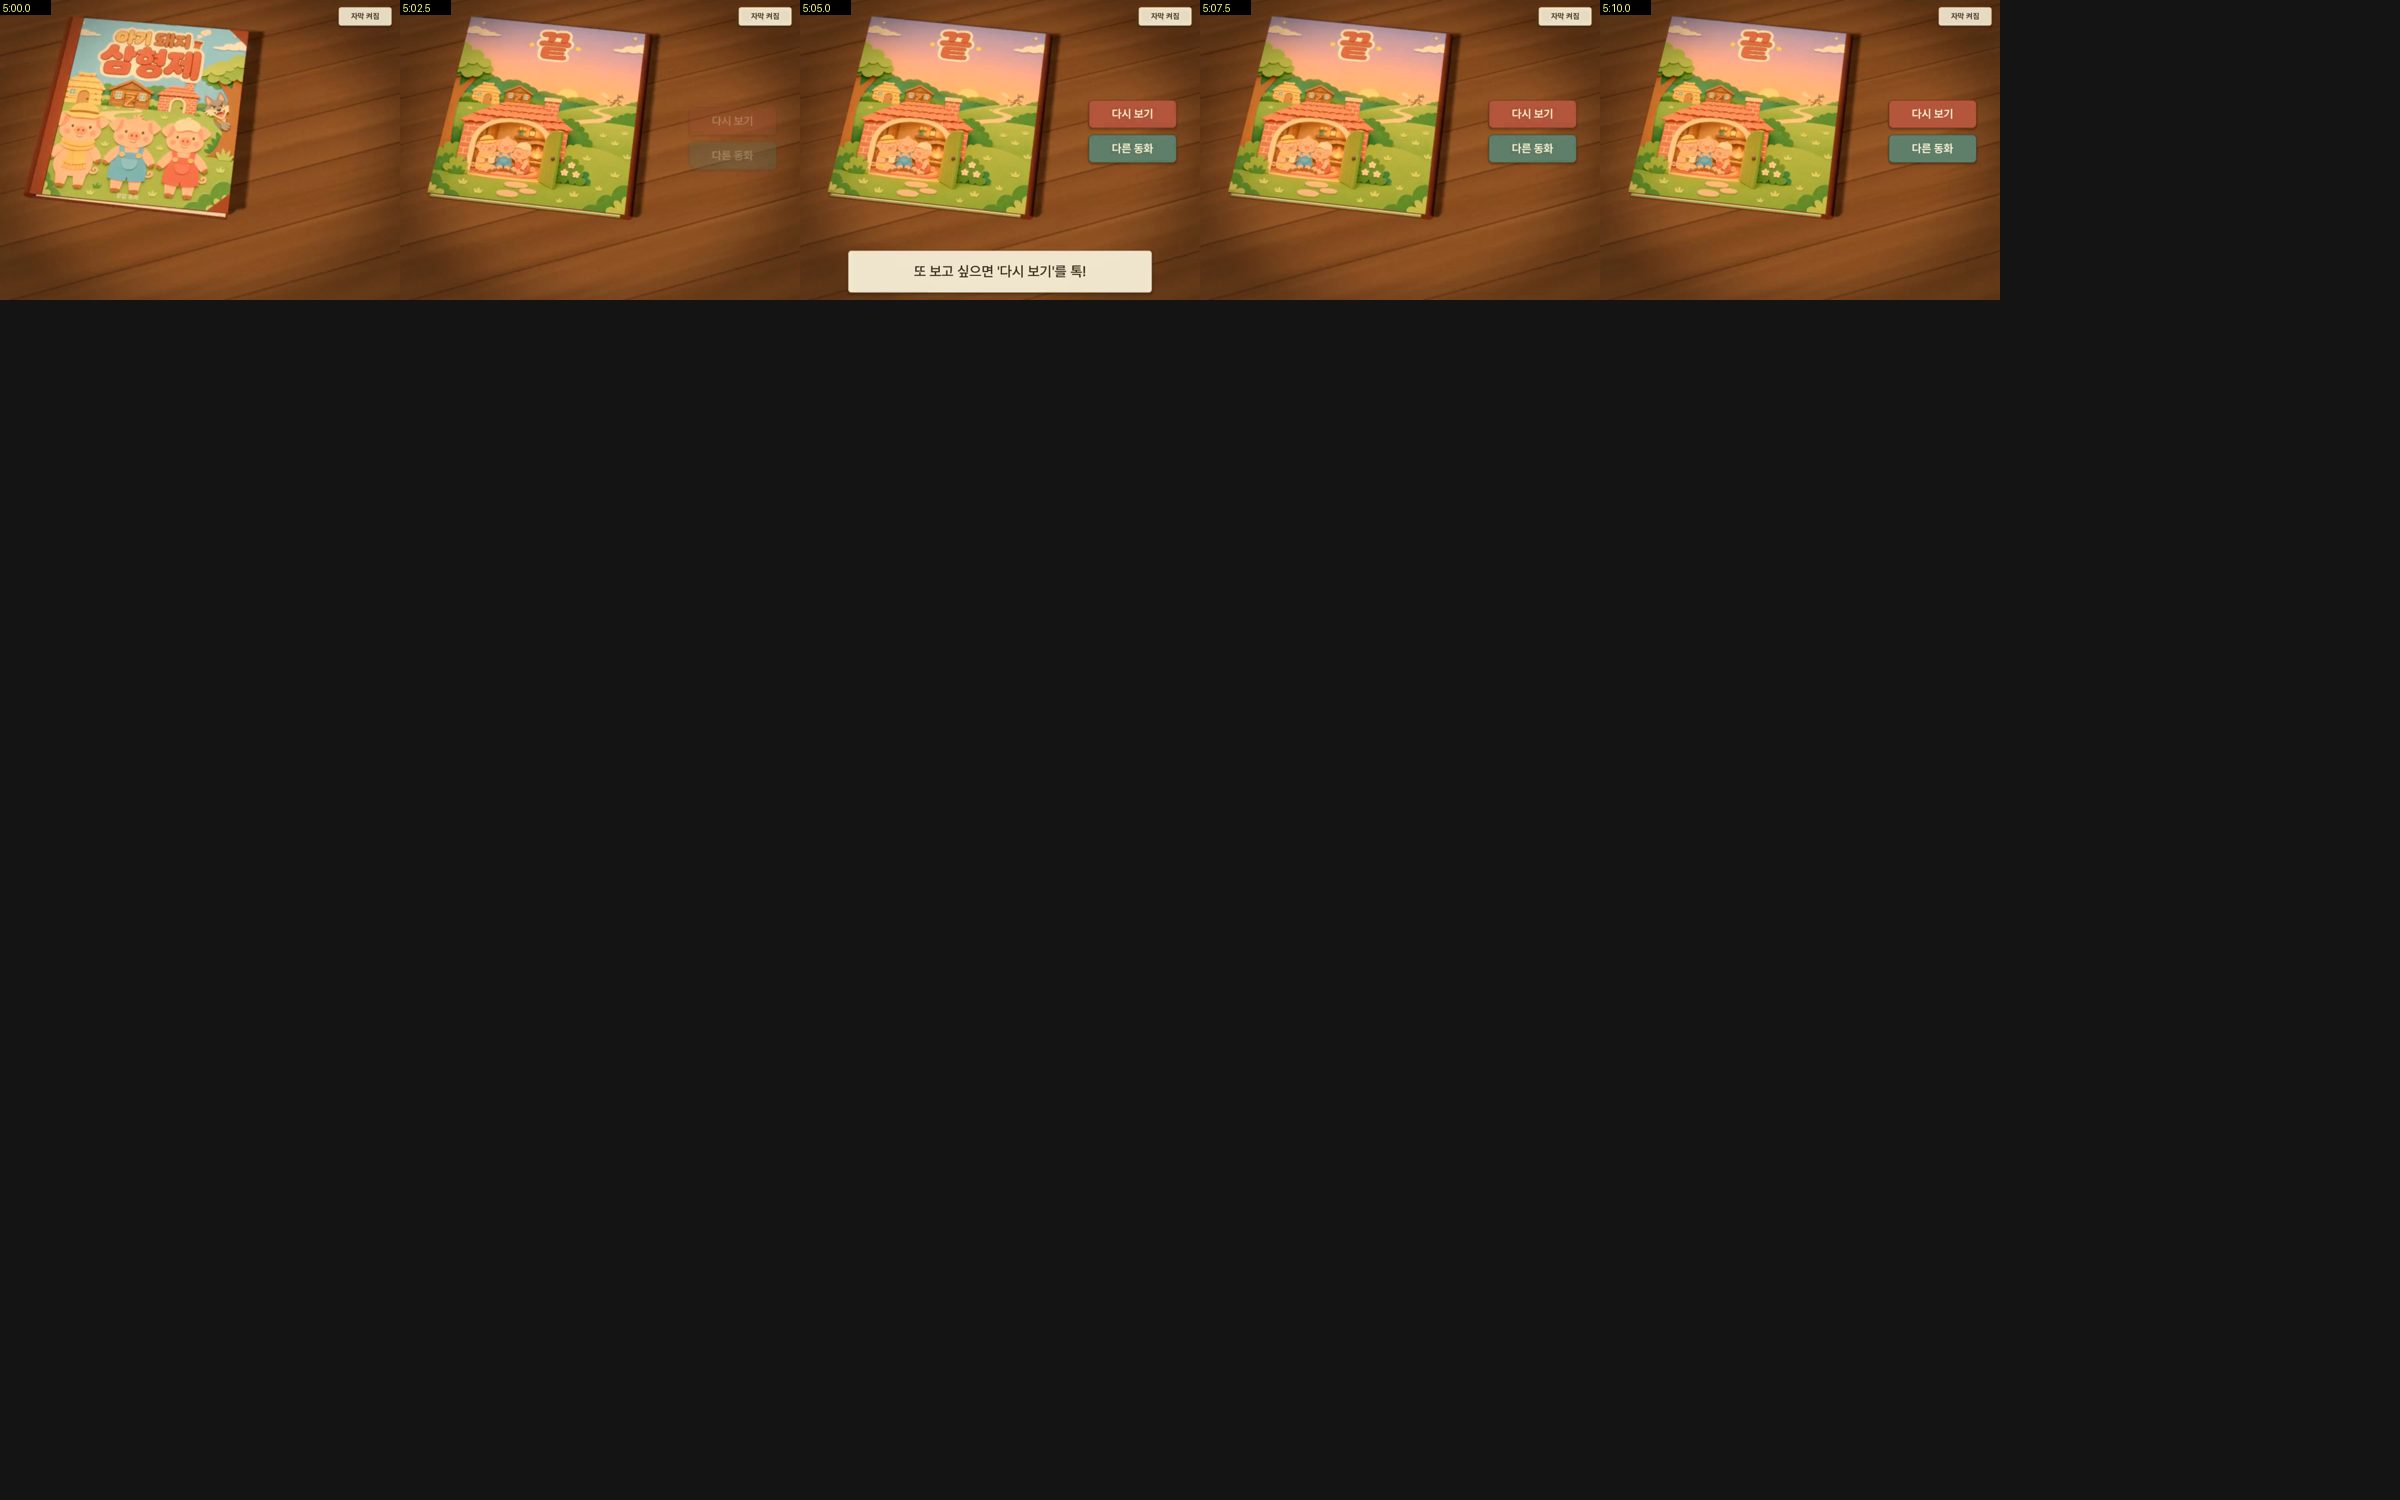 5:00.0
자막 켜짐
아기 돼지
삼형제
5:02.5
자막 켜짐
끝
다시 보기
다른 동화
5:05.0
자막 켜짐
끝
다시 보기
다른 동화
또 보고 싶으면 '다시 보기'를 톡!
5:07.5
자막 켜짐
끝
다시 보기
다른 동화
5:10.0
자막 켜짐
끝
다시 보기
다른 동화